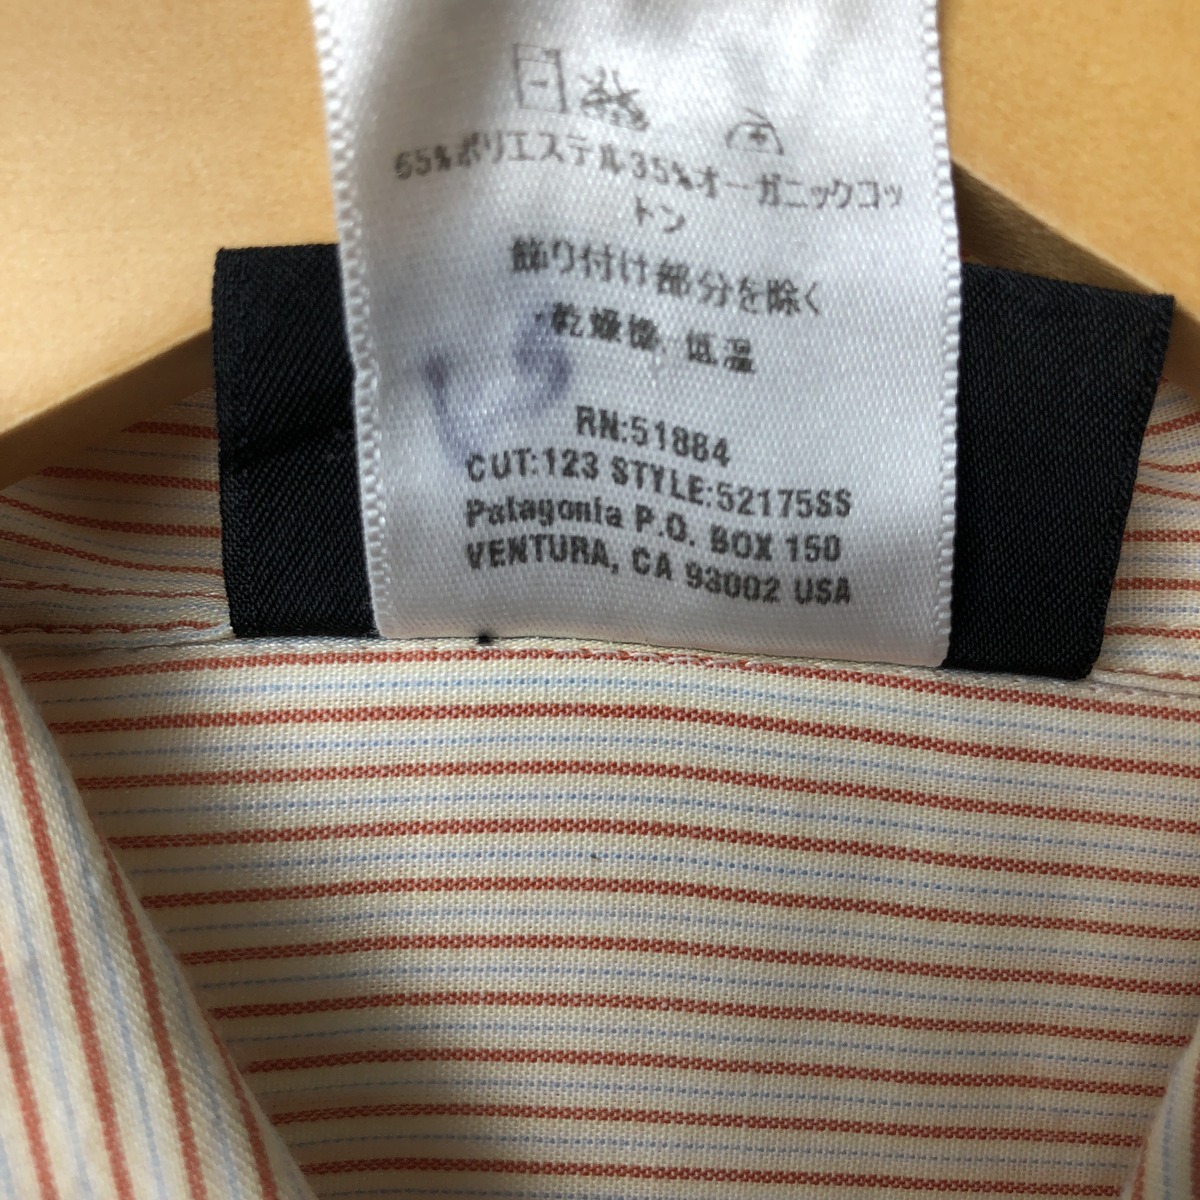 65%ポリエステル35%オーガニックコッ
トン
飾り付け部分を除く
乾燥機, 低温
RN:51884
CUT:123 STYLE:52175SS
Patagonia P.O. BOX 150
VENTURA, CA 93002 USA